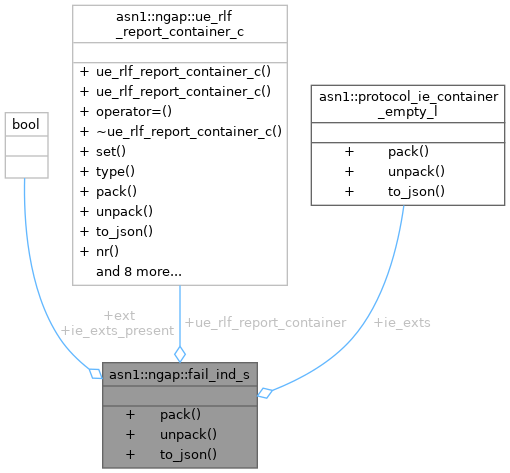 asn1::ngap::ue_rlf
_report_container_c
+ ue_rlf_report_container_c()
+ ue_rlf_report_container_c()
+ operator=()
+ ~ue_rlf_report_container_c()
+ set()
+ type()
+ pack()
+ unpack()
+ to_json()
+ nr()
and 8 more...
asn1::protocol_ie_container
_empty_l
+ pack()
+ unpack()
+ to_json()
bool
+ext
+ie_exts_present
+ue_rlf_report_container
+ie_exts
asn1::ngap::fail_ind_s
+ pack()
+ unpack()
+ to_json()